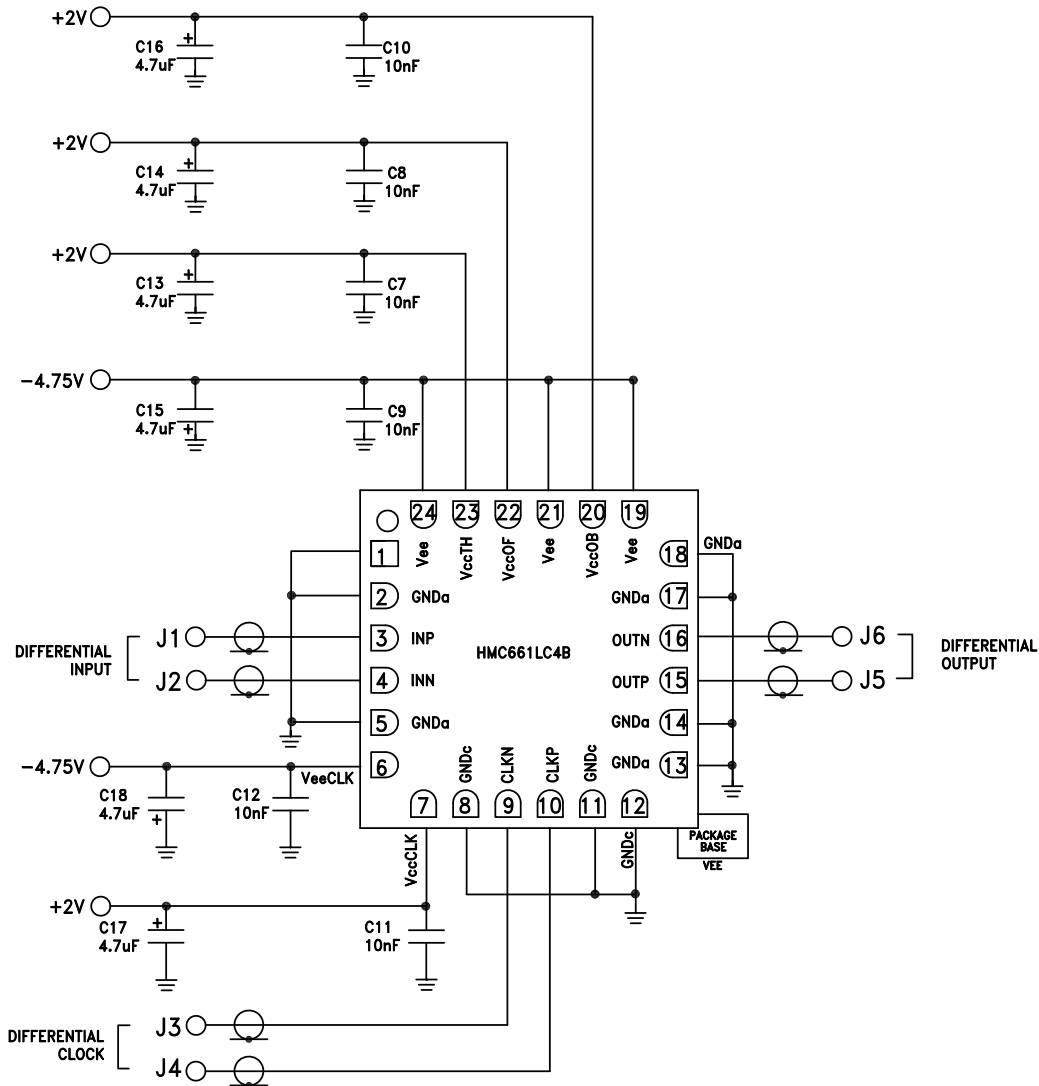 +2V
C16
4.7uF
+
C10
10nF
+2V
C14
4.7uF
+
C8
10nF
+2V
C13
4.7uF
+
C7
10nF
-4.75V
C15
4.7uF
+
C9
10nF
24
23
22
21
20
19
Vee
VccTH
VccOF
Vee
VccOB
Vee
1
2
GNDa
3
INP
4
INN
5
GNDa
6
HMC661LC4B
18
GNDa
GNDa
17
OUTN
16
OUTP
15
GNDa
14
GNDa
13
DIFFERENTIAL
INPUT
J1
J2
J6
J5
DIFFERENTIAL
OUTPUT
GNDc
CLKN
CLKP
GNDc
7
8
9
10
11
12
-4.75V
VeeCLK
C18
4.7uF
+
C12
10nF
VccCLK
GNDc
PACKAGE
BASE
VEE
+2V
C17
4.7uF
+
C11
10nF
DIFFERENTIAL
CLOCK
J3
J4